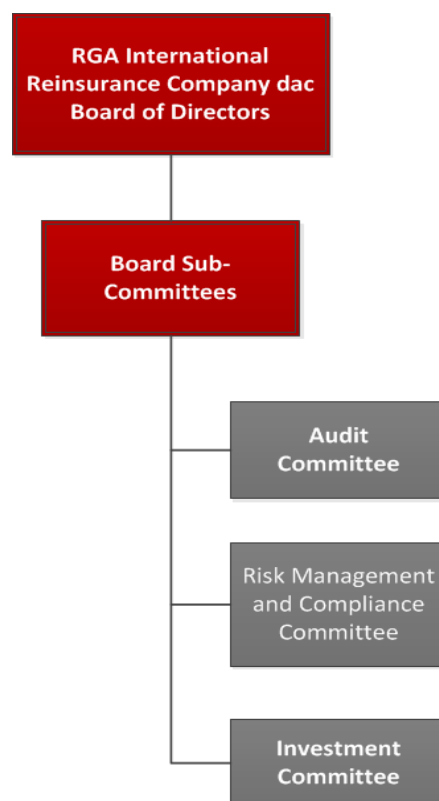 RGA International
Reinsurance Company dac
Board of Directors
Board Sub-
Committees
Audit
Committee
Risk Management
and Compliance
Committee
Investment
Committee